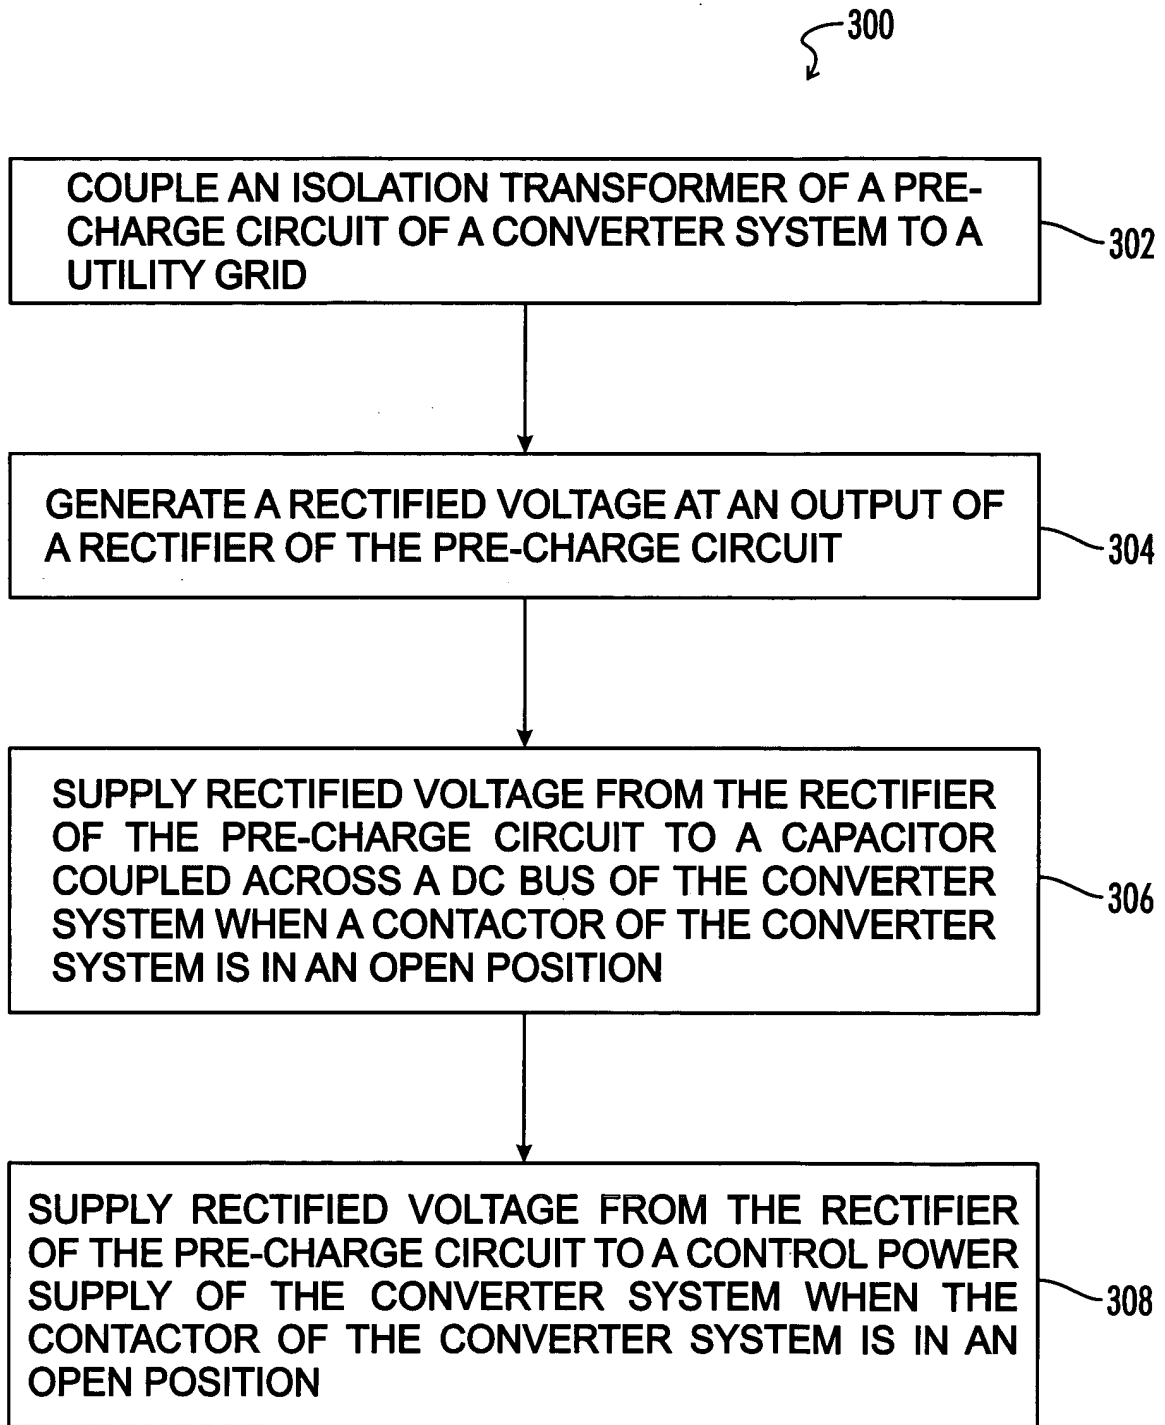 300
COUPLE AN ISOLATION TRANSFORMER OF A PRE-
CHARGE CIRCUIT OF A CONVERTER SYSTEM TO A
UTILITY GRID
302
GENERATE A RECTIFIED VOLTAGE AT AN OUTPUT OF
A RECTIFIER OF THE PRE-CHARGE CIRCUIT
304
SUPPLY RECTIFIED VOLTAGE FROM THE RECTIFIER
OF THE PRE-CHARGE CIRCUIT TO A CAPACITOR
COUPLED ACROSS A DC BUS OF THE CONVERTER
SYSTEM WHEN A CONTACTOR OF THE CONVERTER
SYSTEM IS IN AN OPEN POSITION
306
SUPPLY RECTIFIED VOLTAGE FROM THE RECTIFIER
OF THE PRE-CHARGE CIRCUIT TO A CONTROL POWER
SUPPLY OF THE CONVERTER SYSTEM WHEN THE
CONTACTOR OF THE CONVERTER SYSTEM IS IN AN
OPEN POSITION
308